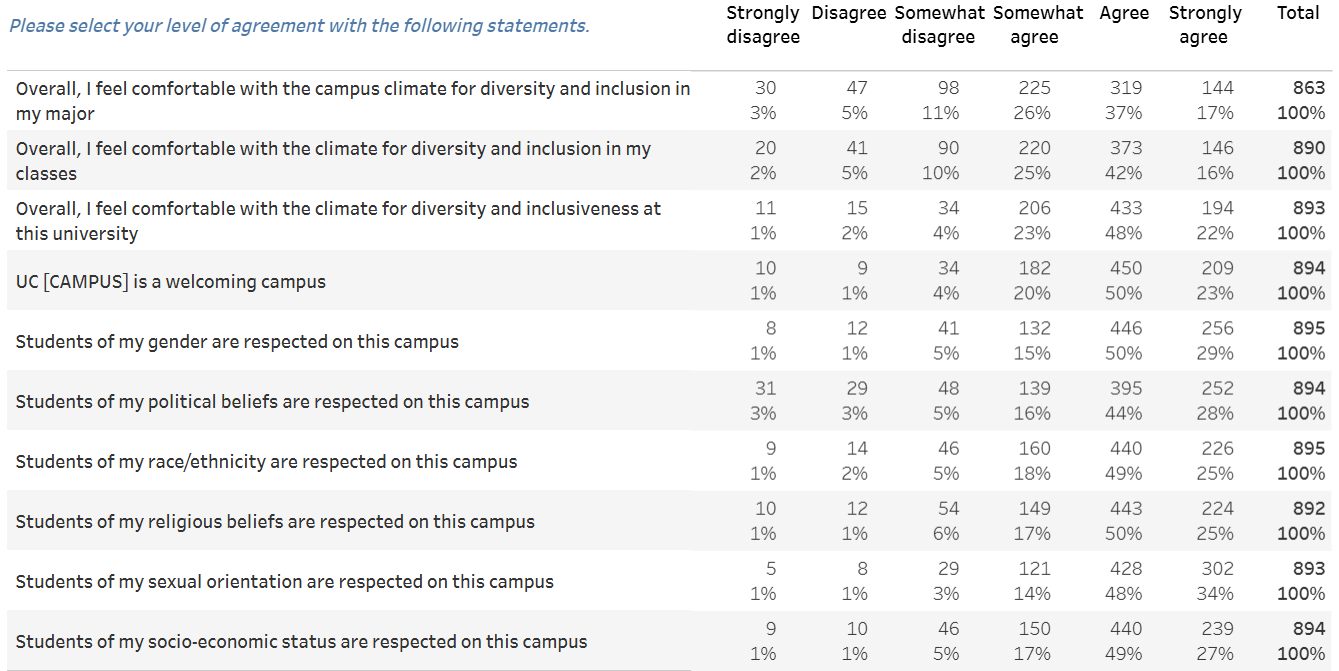 Please select your level of agreement with the following statements.
Strongly disagree Disagree Somewhat disagree Somewhat agree Agree Strongly agree Total
Overall, I feel comfortable with the campus climate for diversity and inclusion in my major
30 47 98 225 319 144 863
3% 5% 11% 26% 37% 17% 100%
Overall, I feel comfortable with the climate for diversity and inclusion in my classes
20 41 90 220 373 146 890
2% 5% 10% 25% 42% 16% 100%
Overall, I feel comfortable with the climate for diversity and inclusiveness at this university
11 15 34 206 433 194 893
1% 2% 4% 23% 48% 22% 100%
UC [CAMPUS] is a welcoming campus
10 9 34 182 450 209 894
1% 1% 4% 20% 50% 23% 100%
Students of my gender are respected on this campus
8 12 41 132 446 256 895
1% 1% 5% 15% 50% 29% 100%
Students of my political beliefs are respected on this campus
31 29 48 139 395 252 894
3% 3% 5% 16% 44% 28% 100%
Students of my race/ethnicity are respected on this campus
9 14 46 160 440 226 895
1% 2% 5% 18% 49% 25% 100%
Students of my religious beliefs are respected on this campus
10 12 54 149 443 224 892
1% 1% 6% 17% 50% 25% 100%
Students of my sexual orientation are respected on this campus
5 8 29 121 428 302 893
1% 1% 3% 14% 48% 34% 100%
Students of my socio-economic status are respected on this campus
9 10 46 150 440 239 894
1% 1% 5% 17% 49% 27% 100%